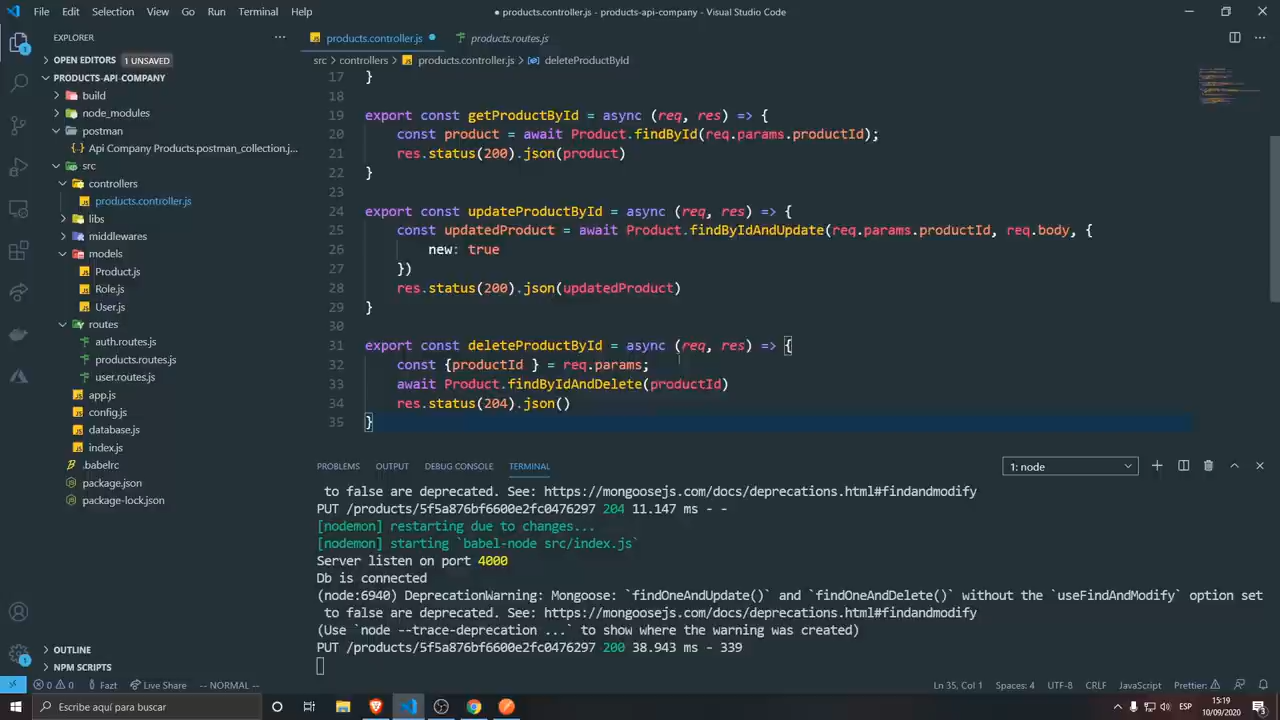 File Edit Selection View Go Run Terminal Help
● products.controller.js - products-api-company - Visual Studio Code
EXPLORER
products.controller.js
products.routes.js
OPEN EDITORS 1 UNSAVED
src > controllers > products.controller.js > deleteProductById
PRODUCTS-API-COMPANY
build
node_modules
postman
Api Company Products.postman_collection.j...
src
controllers
products.controller.js
libs
middlewares
models
Product.js
Role.js
User.js
routes
auth.routes.js
products.routes.js
user.routes.js
app.js
config.js
database.js
index.js
.babelrc
package.json
package-lock.json
OUTLINE
NPM SCRIPTS
17 }
18
19 export const getProductById = async (req, res) => {
20 const product = await Product.findById(req.params.productId);
21 res.status(200).json(product)
22 }
23
24 export const updateProductById = async (req, res) => {
25 const updatedProduct = await Product.findByIdAndUpdate(req.params.productId, req.body, {
26 new: true
27 })
28 res.status(200).json(updatedProduct)
29 }
30
31 export const deleteProductById = async (req, res) => {
32 const {productId } = req.params;
33 await Product.findByIdAndDelete(productId)
34 res.status(204).json()
35 }
PROBLEMS OUTPUT DEBUG CONSOLE TERMINAL
1: node
to false are deprecated. See: https://mongoosejs.com/docs/deprecations.html#findandmodify
PUT /products/5f5a876bf6600e2fc0476297 204 11.147 ms - -
[nodemon] restarting due to changes...
[nodemon] starting `babel-node src/index.js`
Server listen on port 4000
Db is connected
(node:6940) DeprecationWarning: Mongoose: `findOneAndUpdate()` and `findOneAndDelete()` without the `useFindAndModify` option set
to false are deprecated. See: https://mongoosejs.com/docs/deprecations.html#findandmodify
(Use `node --trace-deprecation ...` to show where the warning was created)
PUT /products/5f5a876bf6600e2fc0476297 200 38.943 ms - 339
0 0 Fazt Live Share -- NORMAL --
Ln 35, Col 1 Spaces: 4 UTF-8 CRLF JavaScript Prettier:
Escribe aquí para buscar
ESP
15:19
10/09/2020